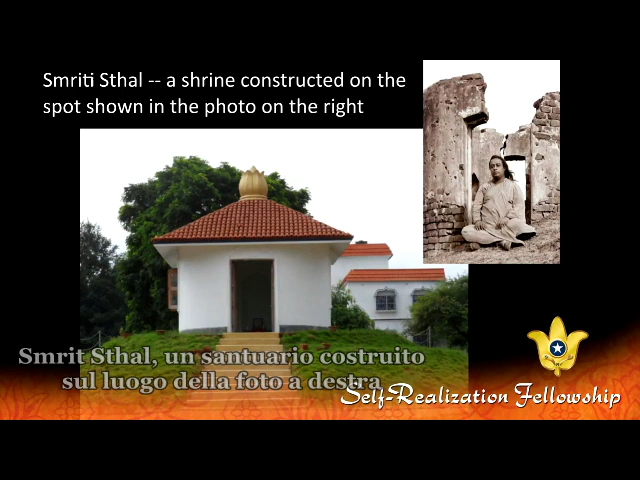 Smriti Sthal -- a shrine constructed on the
spot shown in the photo on the right
Smrit Sthal, un santuario costruito
sul luogo della foto a destra
Self-Realization Fellowship